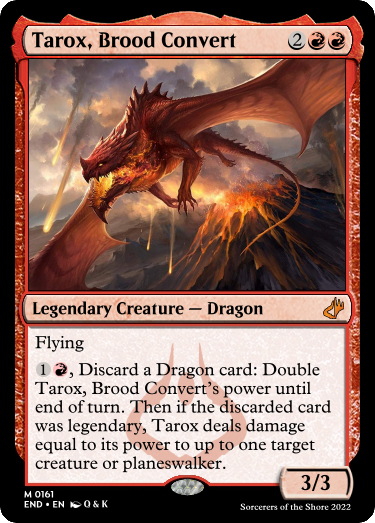 Tarox, Brood Convert 2
Legendary Creature — Dragon
Flying
1, Discard a Dragon card: Double
Tarox, Brood Convert's power until
end of turn. Then if the discarded card
was legendary, Tarox deals damage
equal to its power to up to one target
creature or planeswalker.
3/3
M 0161
END • EN Q & K
Sorcerers of the Shore 2022